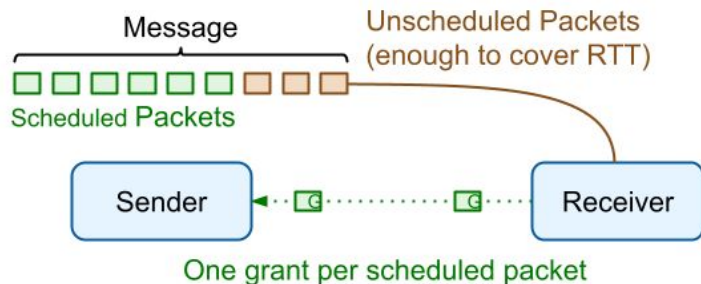 Message
Unscheduled Packets
(enough to cover RTT)
Scheduled Packets
Sender
G
G
Receiver
One grant per scheduled packet